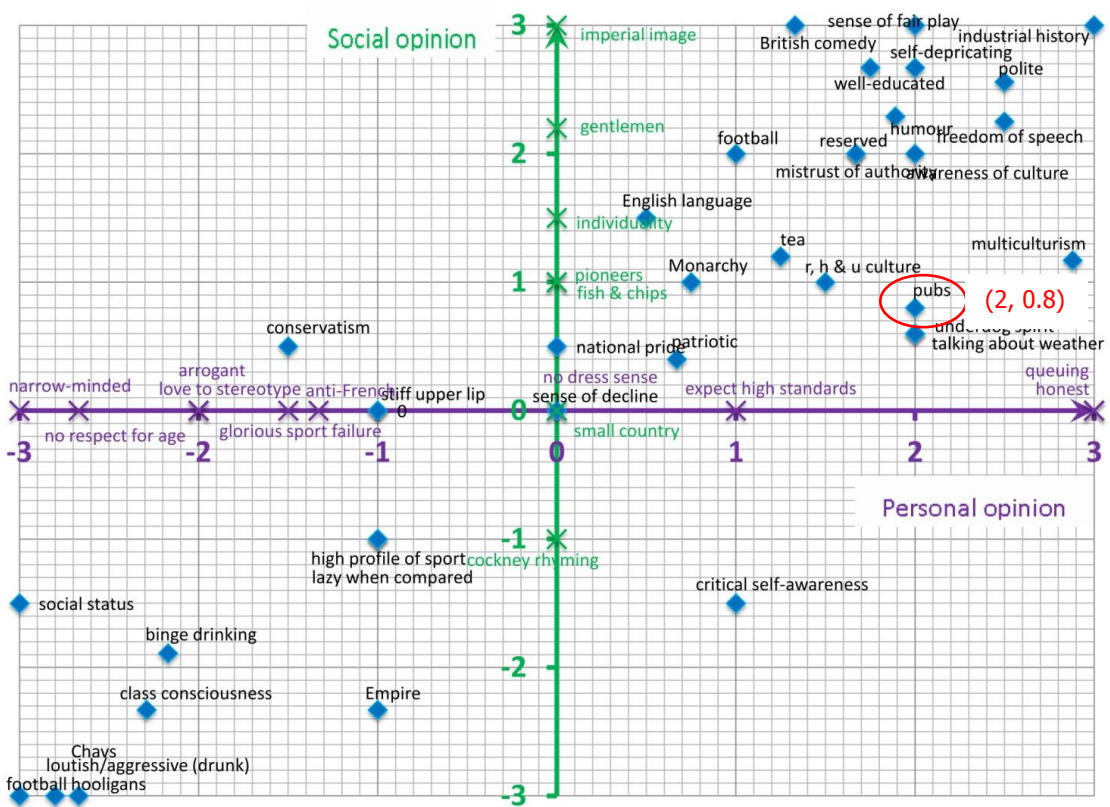 Social opinion
3
imperial image
sense of fair play
British comedy
industrial history
self-depricating
polite
well-educated
gentlemen
humour
freedom of speech
football
reserved
2
mistrust of authority
awareness of culture
English language
individuality
tea
multiculturism
Monarchy
r, h & u culture
pioneers
fish & chips
1
pubs
(2, 0.8)
conservatism
underdog spirit
talking about weather
national pride
patriotic
arrogant
no dress sense
queuing
narrow-minded
love to stereotype
anti-French
stiff upper lip
sense of decline
expect high standards
honest
0
0
no respect for age
glorious sport failure
small country
-3
-2
-1
0
1
2
3
Personal opinion
-1
high profile of sport
lazy when compared
cockney rhyming
critical self-awareness
social status
binge drinking
-2
class consciousness
Empire
Chavs
loutish/aggressive (drunk)
football hooligans
-3